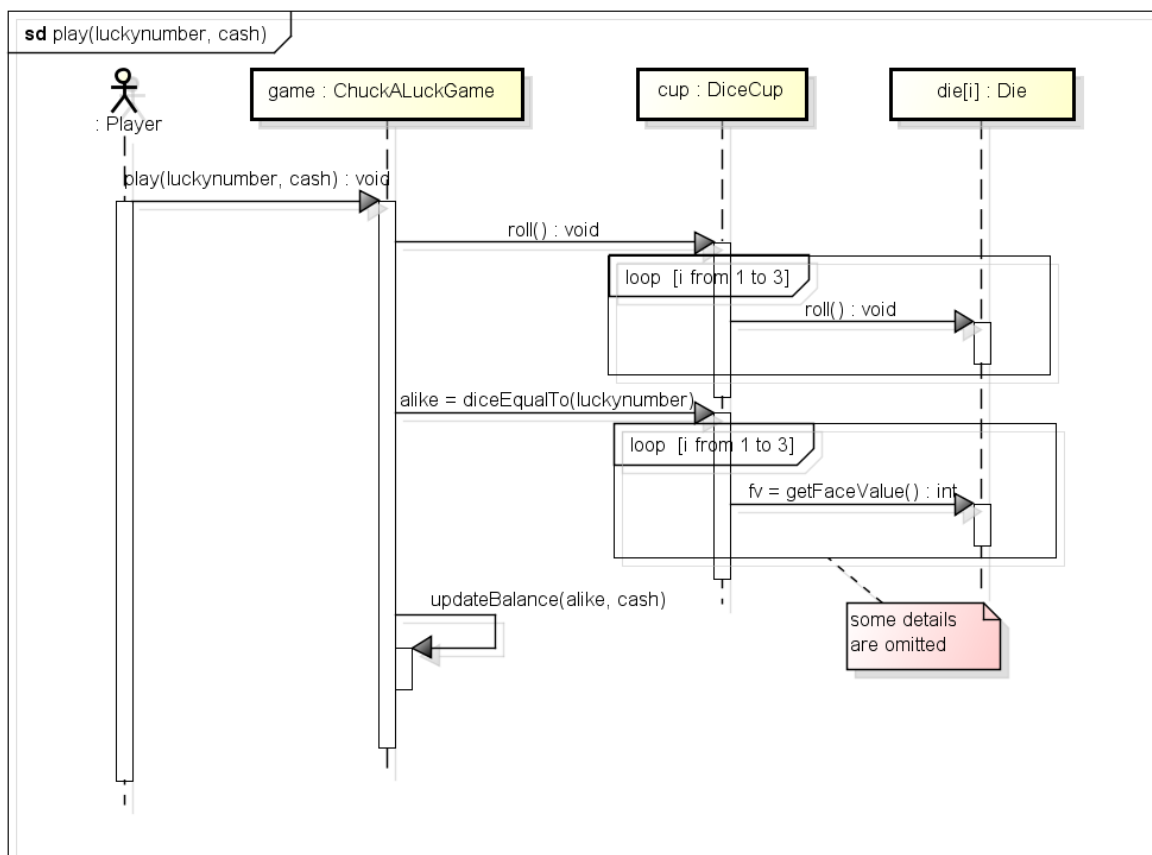 sd play(luckynumber, cash)
game : ChuckALuckGame
cup : DiceCup
die[i] : Die
: Player
play(luckynumber, cash) : void
roll() : void
loop [i from 1 to 3]
roll() : void
alike = diceEqualTo(luckynumber)
loop [i from 1 to 3]
fv = getFaceValue() : int
updateBalance(alike, cash)
some details
are omitted